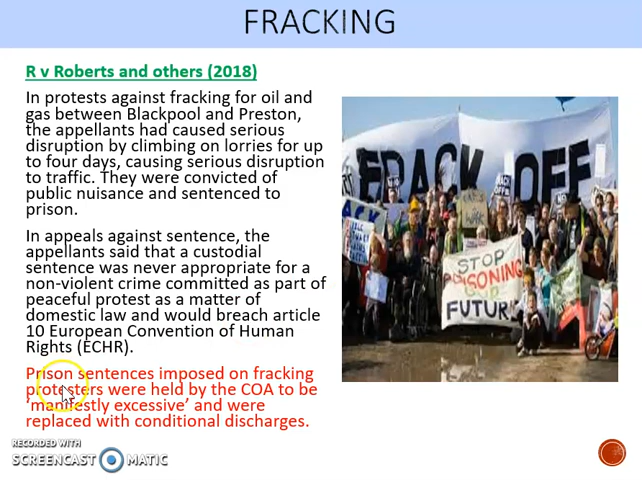 FRACKING
R v Roberts and others (2018)
In protests against fracking for oil and
gas between Blackpool and Preston,
the appellants had caused serious
disruption by climbing on lorries for up
to four days, causing serious disruption
to traffic. They were convicted of
public nuisance and sentenced to
prison.
In appeals against sentence, the
appellants said that a custodial
sentence was never appropriate for a
non-violent crime committed as part of
peaceful protest as a matter of
domestic law and would breach article
10 European Convention of Human
Rights (ECHR).
Prison sentences imposed on fracking
protesters were held by the COA to be
‘manifestly excessive’ and were
replaced with conditional discharges.
FRACK OFF
STOP
POISONING
FUTURE
RECORDED WITH
SCREENCAST MATIC